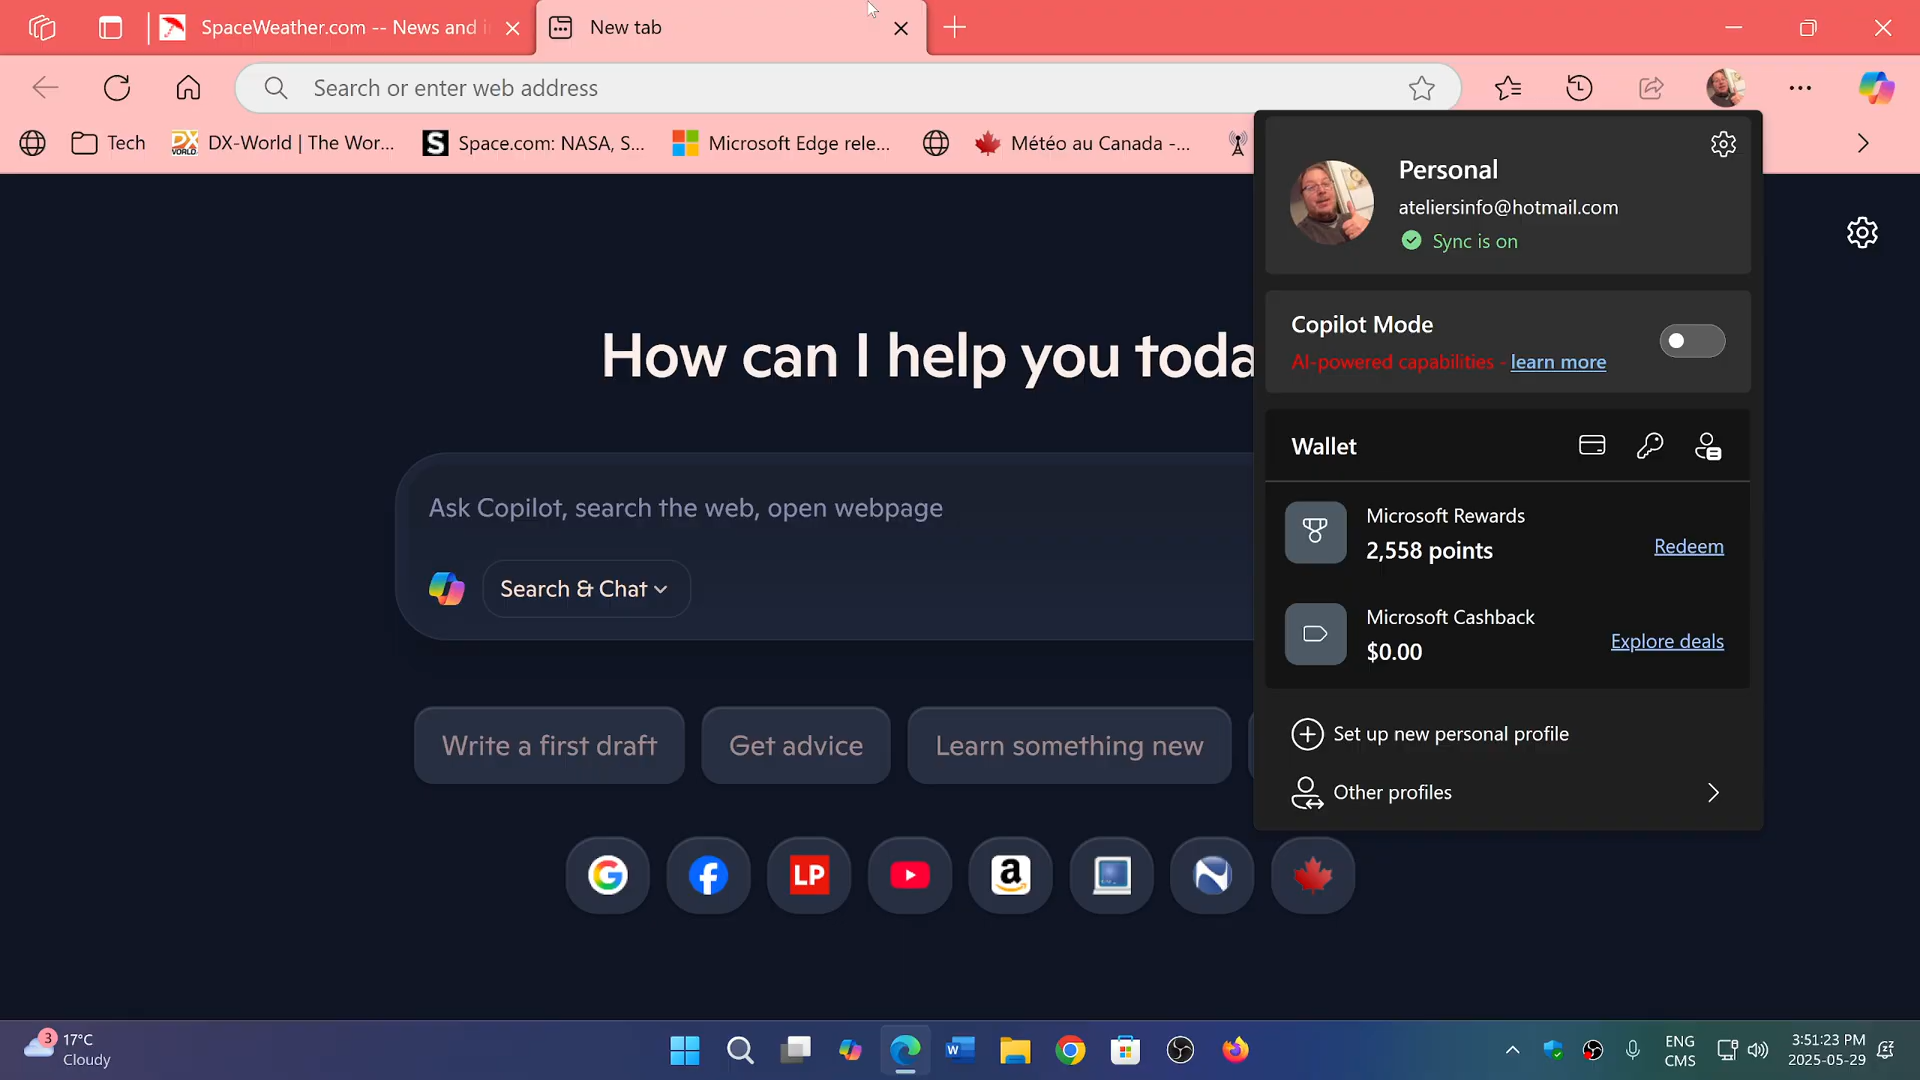 SpaceWeather.com -- News and i
New tab
Search or enter web address
Tech
DX WORLD
DX-World | The Wor...
S
Space.com: NASA, S...
Microsoft Edge rele...
Météo au Canada -...
Personal
ateliersinfo@hotmail.com
Sync is on
How can I help you toda
Copilot Mode
AI-powered capabilities - learn more
Wallet
Ask Copilot, search the web, open webpage
Microsoft Rewards
2,558 points
Redeem
Search & Chat
Microsoft Cashback
$0.00
Explore deals
Write a first draft
Get advice
Learn something new
Set up new personal profile
Other profiles
G
f
LP
a
3
17°C
Cloudy
W
ENG
CMS
3:51:23 PM
2025-05-29